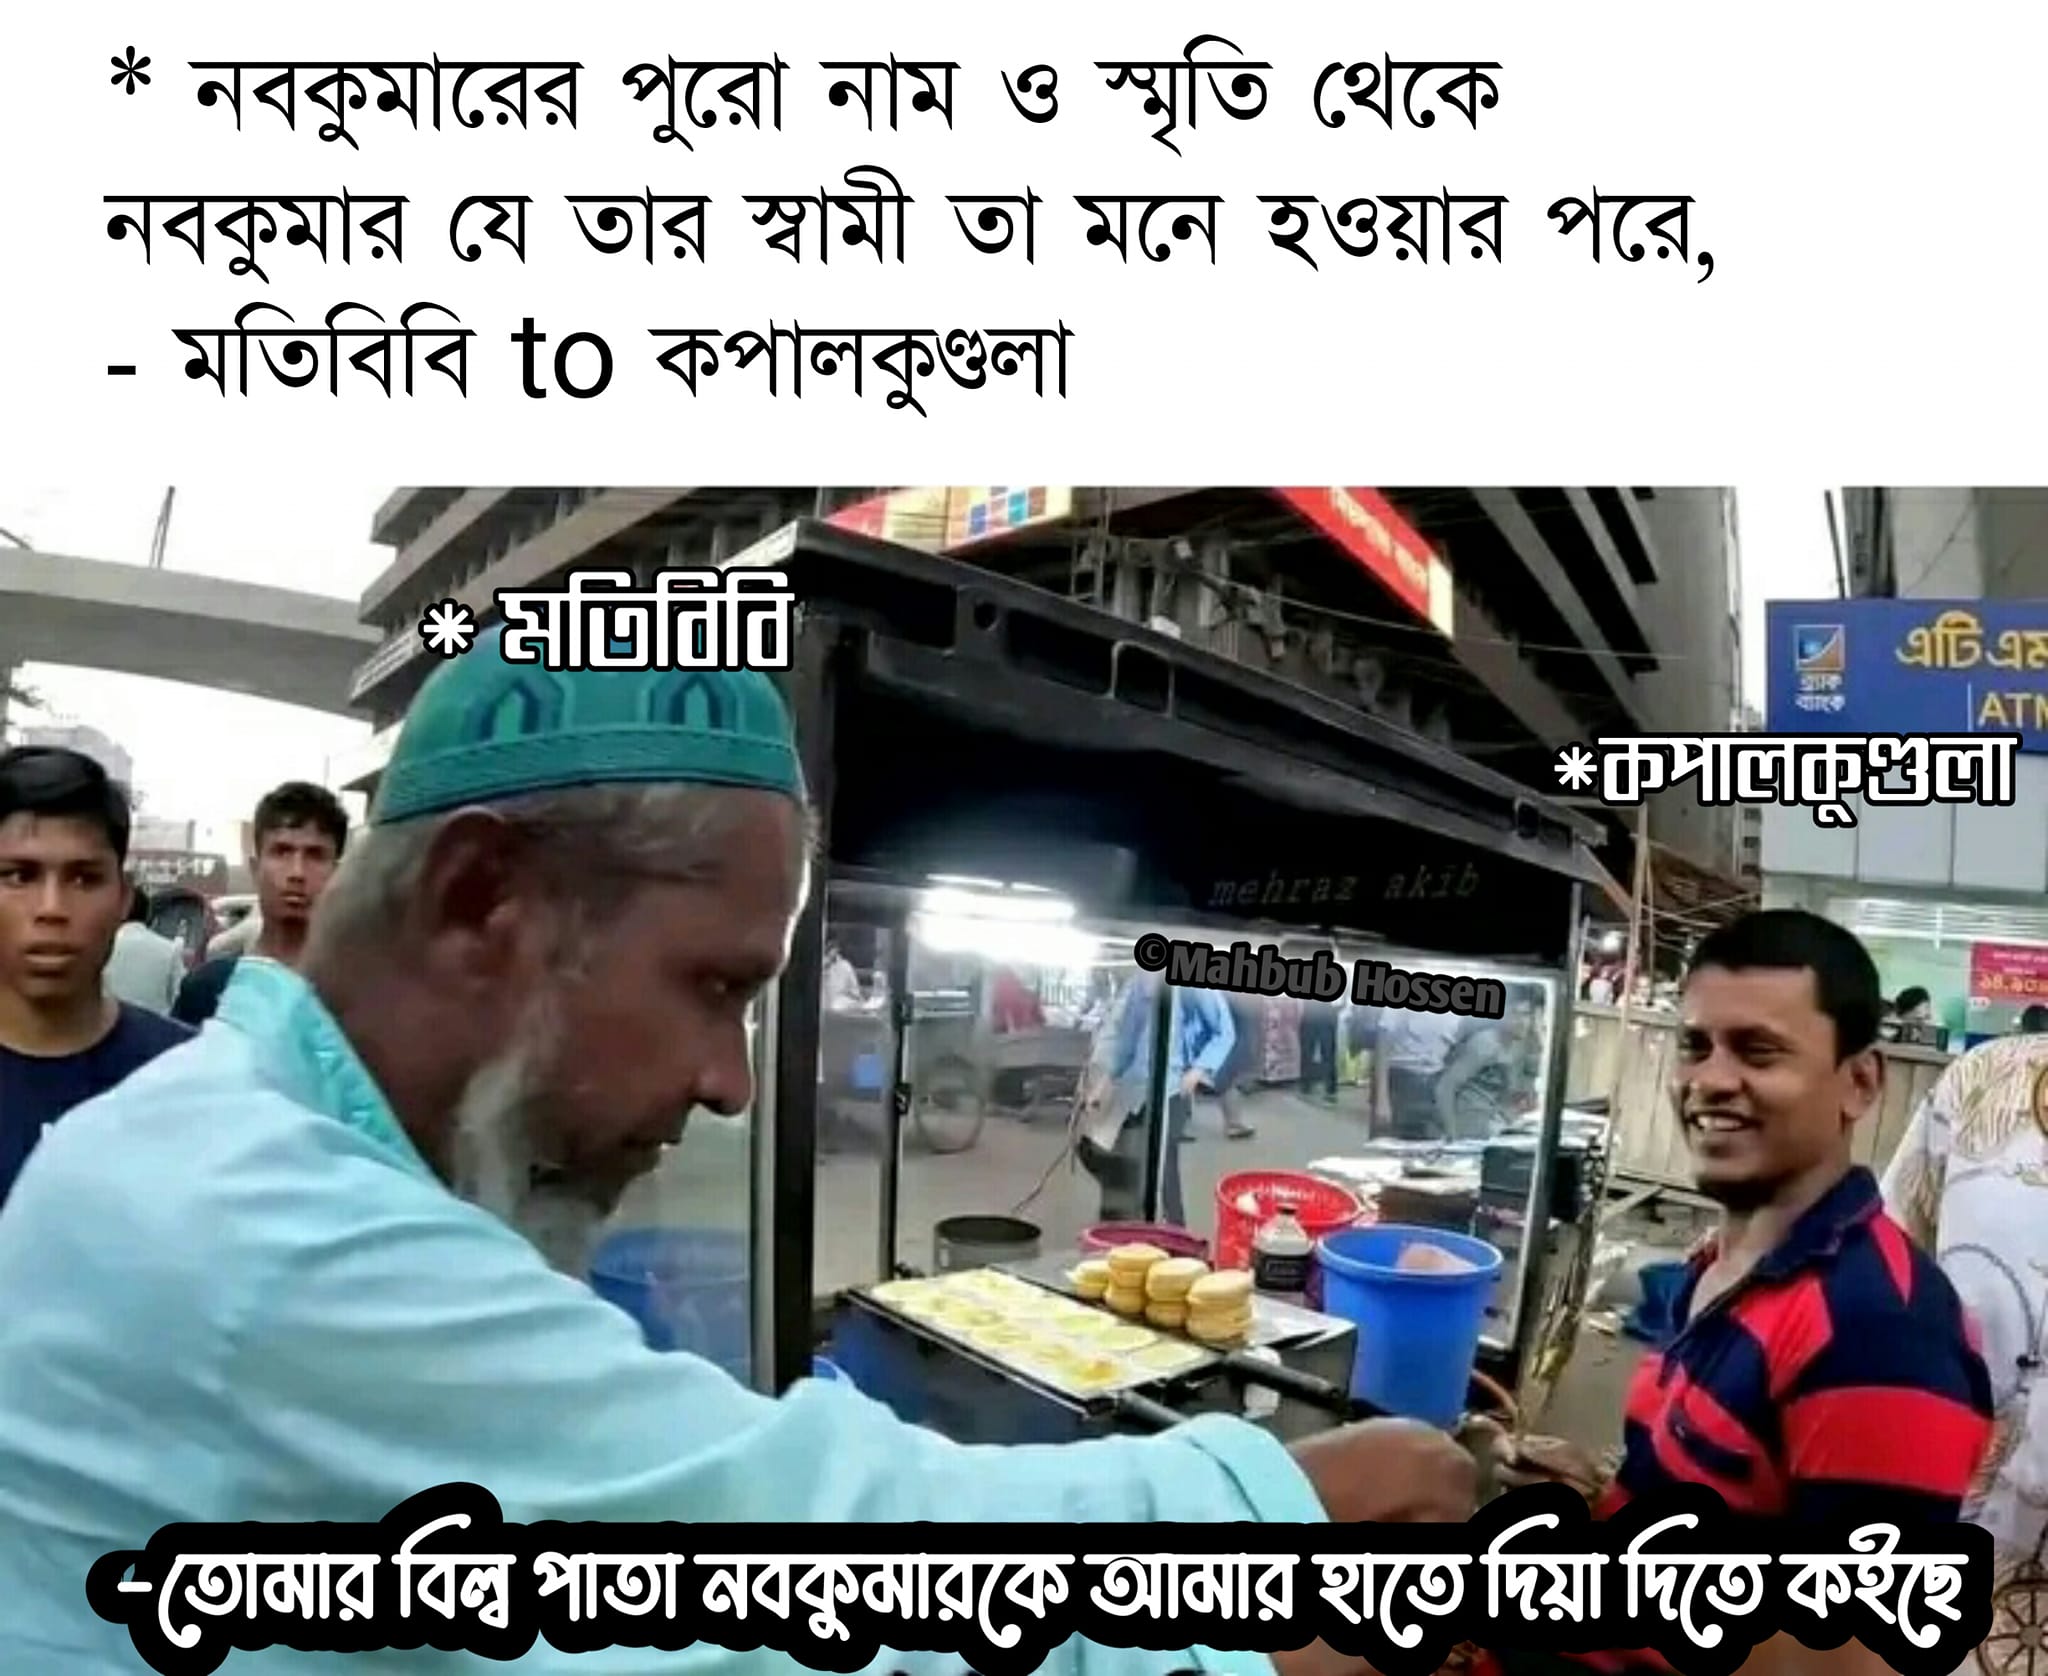 * নবকুমারের পুরো নাম ও স্মৃতি থেকে
নবকুমার যে তার স্বামী তা মনে হওয়ার পরে,
- মতিবিবি to কপালকুণ্ডলা
* মতিবিবি
এটিএম
ব্র্যাক
ব্যাংক
ATM
*কপালকুণ্ডলা
mehraz akib
©Mahbub Hossen
-তোমার বিল্ব পাতা নবকুমারকে আমার হাতে দিয়া দিতে কইছে